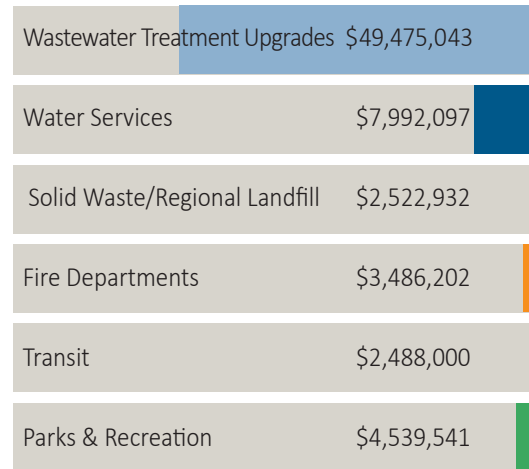 Wastewater Treatment Upgrades $49,475,043
Water Services $7,992,097
Solid Waste/Regional Landfill $2,522,932
Fire Departments $3,486,202
Transit $2,488,000
Parks & Recreation $4,539,541